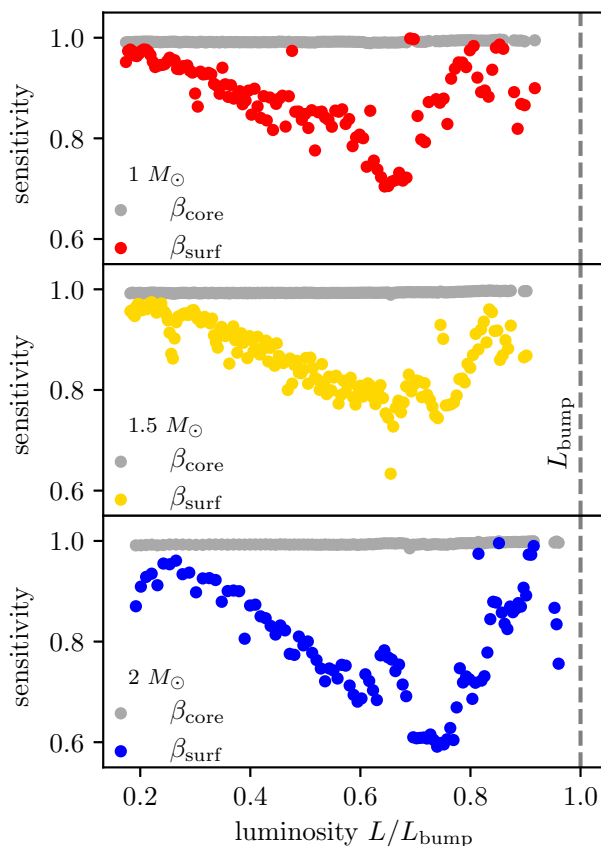 1.0
0.8
0.6
sensitivity
1 M⊙
βcore
βsurf
1.0
0.8
0.6
sensitivity
1.5 M⊙
βcore
βsurf
Lbump
1.0
0.8
0.6
sensitivity
2 M⊙
βcore
βsurf
0.2 0.4 0.6 0.8 1.0
luminosity L/Lbump